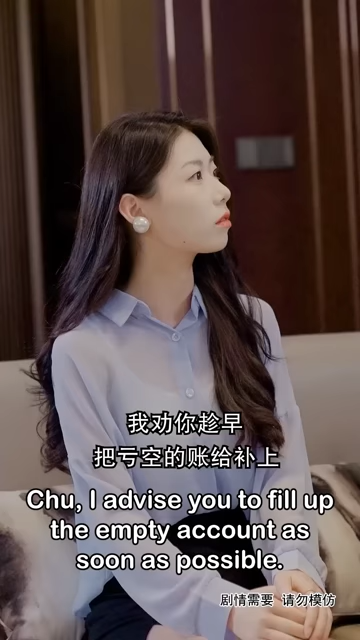 我劝你趁早
把亏空的账给补上
Chu, I advise you to fill up
the empty account as
soon as possible.
剧情需要 请勿模仿